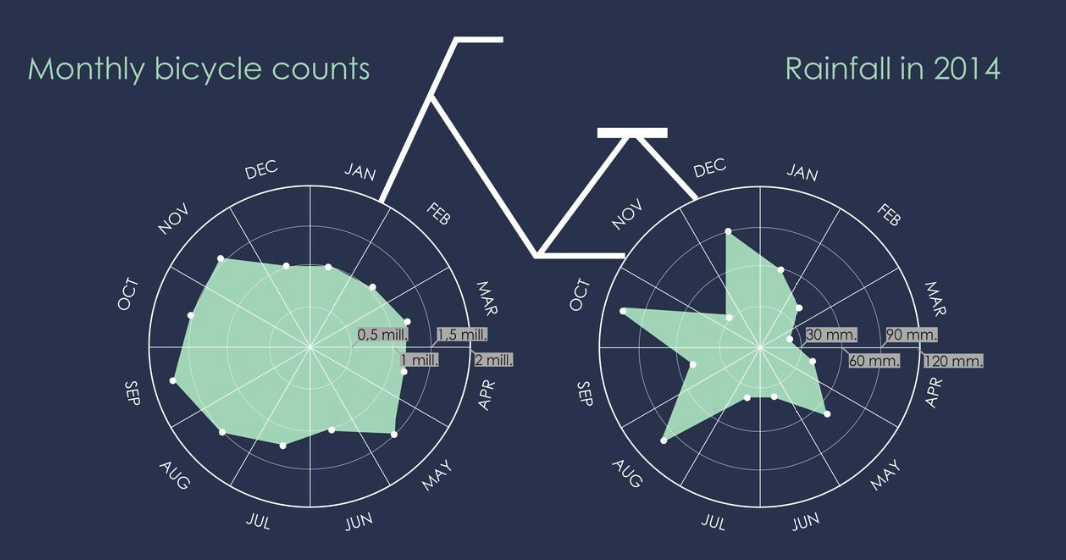 Monthly bicycle counts
Rainfall in 2014
DEC
JAN
NOV
FEB
OCT
MAR
0,5 mill.
1,5 mill.
1 mill.
2 mill.
SEP
APR
AUG
MAY
JUL
JUN
DEC
JAN
NOV
FEB
OCT
MAR
30 mm.
90 mm.
60 mm.
120 mm.
SEP
APR
AUG
MAY
JUL
JUN